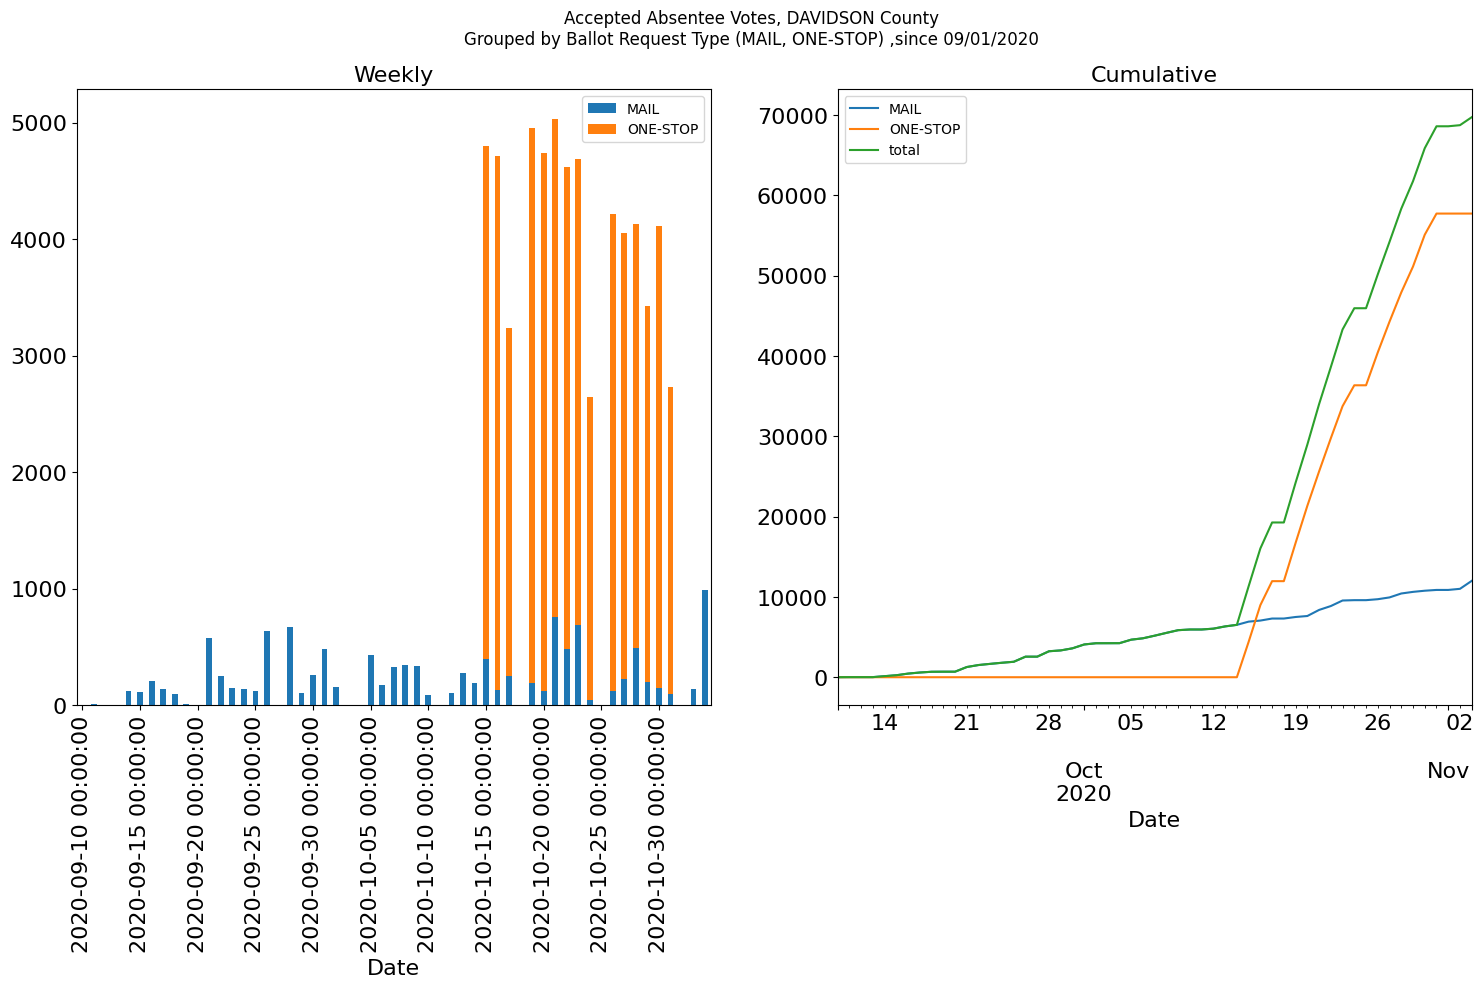 Accepted Absentee Votes, DAVIDSON County
Grouped by Ballot Request Type (MAIL, ONE-STOP) ,since 09/01/2020
Weekly
MAIL
ONE-STOP
5000
4000
3000
2000
1000
0
2020-09-10 00:00:00
2020-09-15 00:00:00
2020-09-20 00:00:00
2020-09-25 00:00:00
2020-09-30 00:00:00
2020-10-05 00:00:00
2020-10-10 00:00:00
2020-10-15 00:00:00
2020-10-20 00:00:00
2020-10-25 00:00:00
2020-10-30 00:00:00
Date
Cumulative
MAIL
ONE-STOP
total
70000
60000
50000
40000
30000
20000
10000
0
14 21 28 05 12 19 26 02
Oct Nov
2020
Date